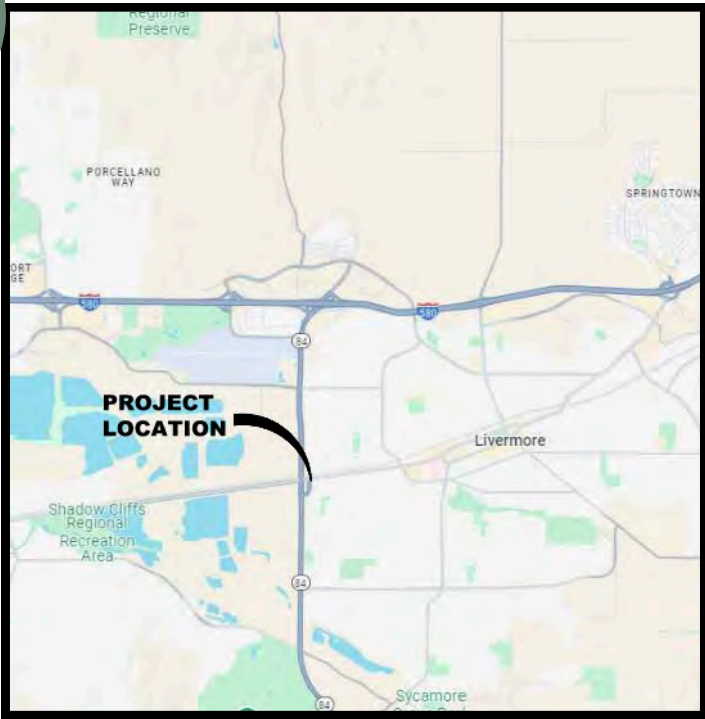 Regional
Preserve
PORCELLANO
WAY
SPRINGTOWN
ORT
GE
580
580
84
PROJECT
LOCATION
Livermore
Shadow Cliffs
Regional
Recreation
Area
84
84
Sycamore